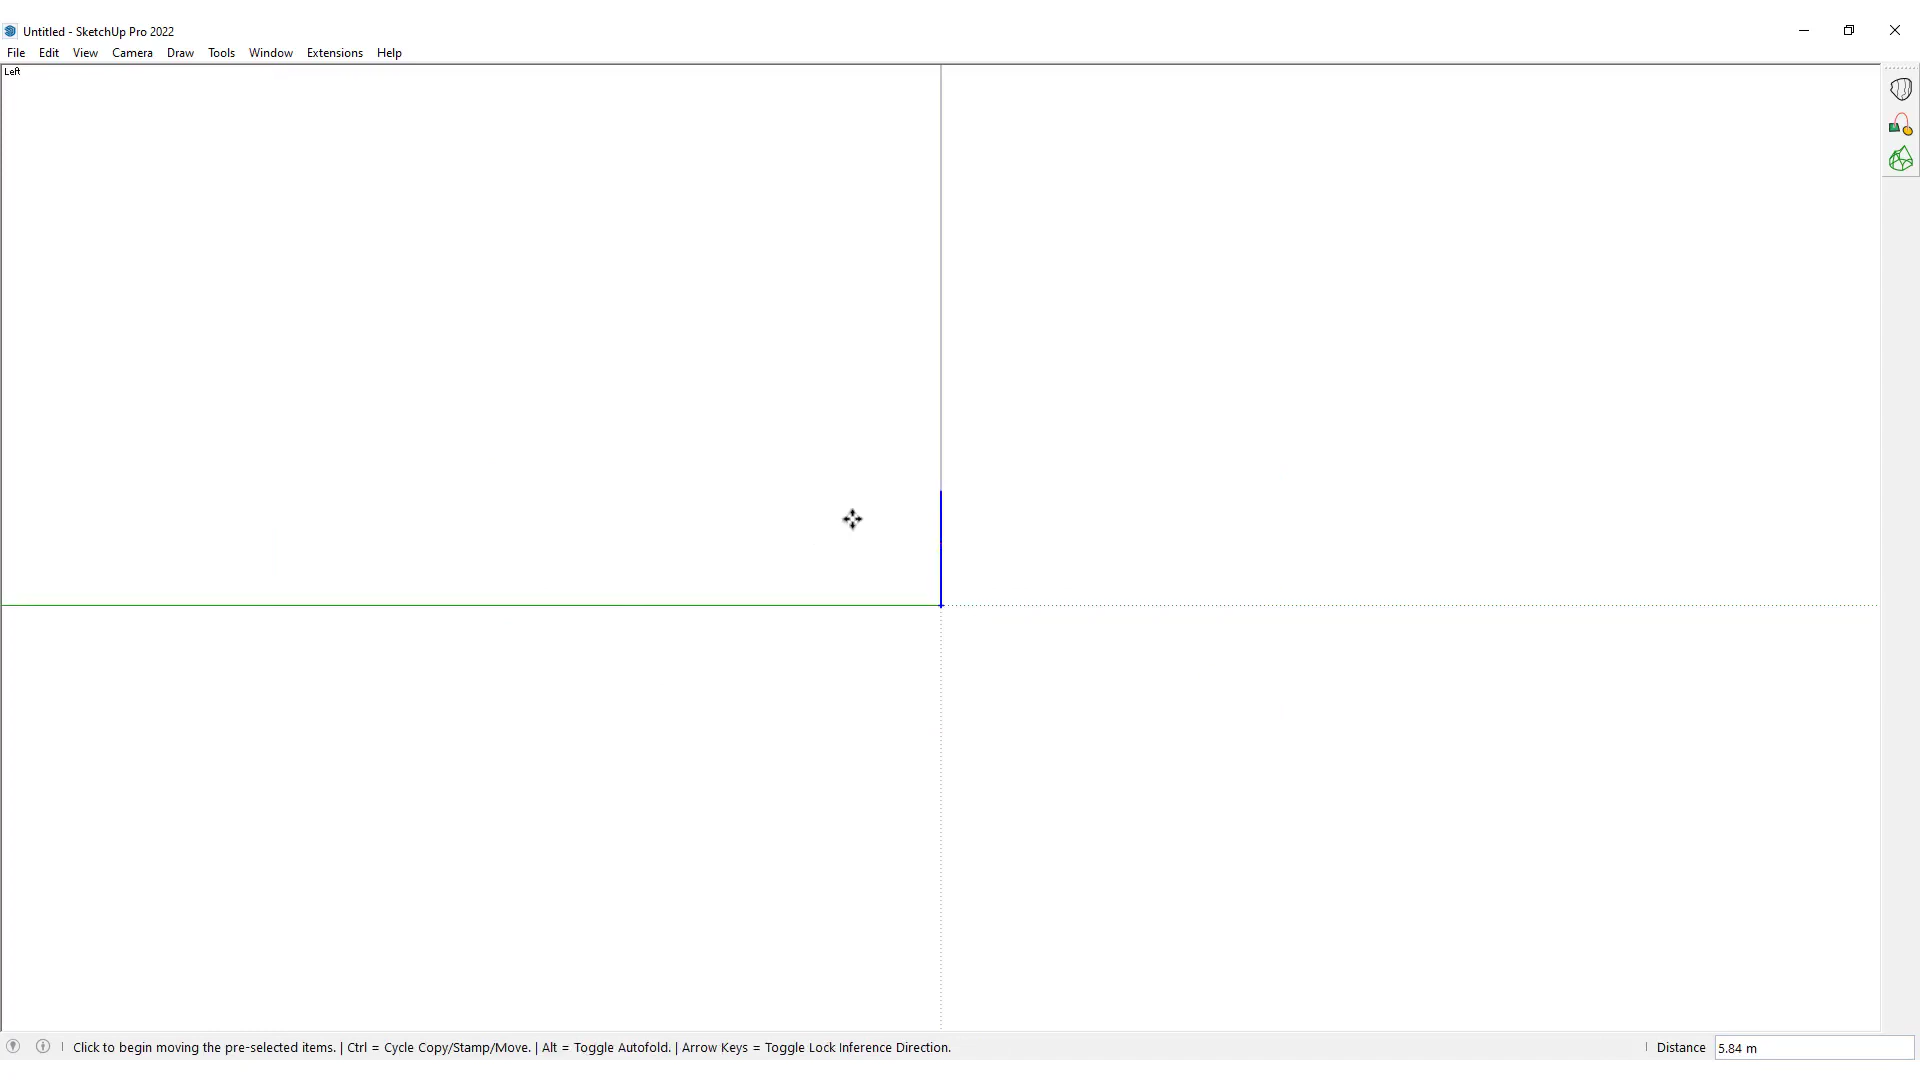 Untitled - SketchUp Pro 2022
File Edit View Camera Draw Tools Window Extensions Help
Left
Click to begin moving the pre-selected items. | Ctrl = Cycle Copy/Stamp/Move. | Alt = Toggle Autofold. | Arrow Keys = Toggle Lock Inference Direction.
Distance 5.84 m